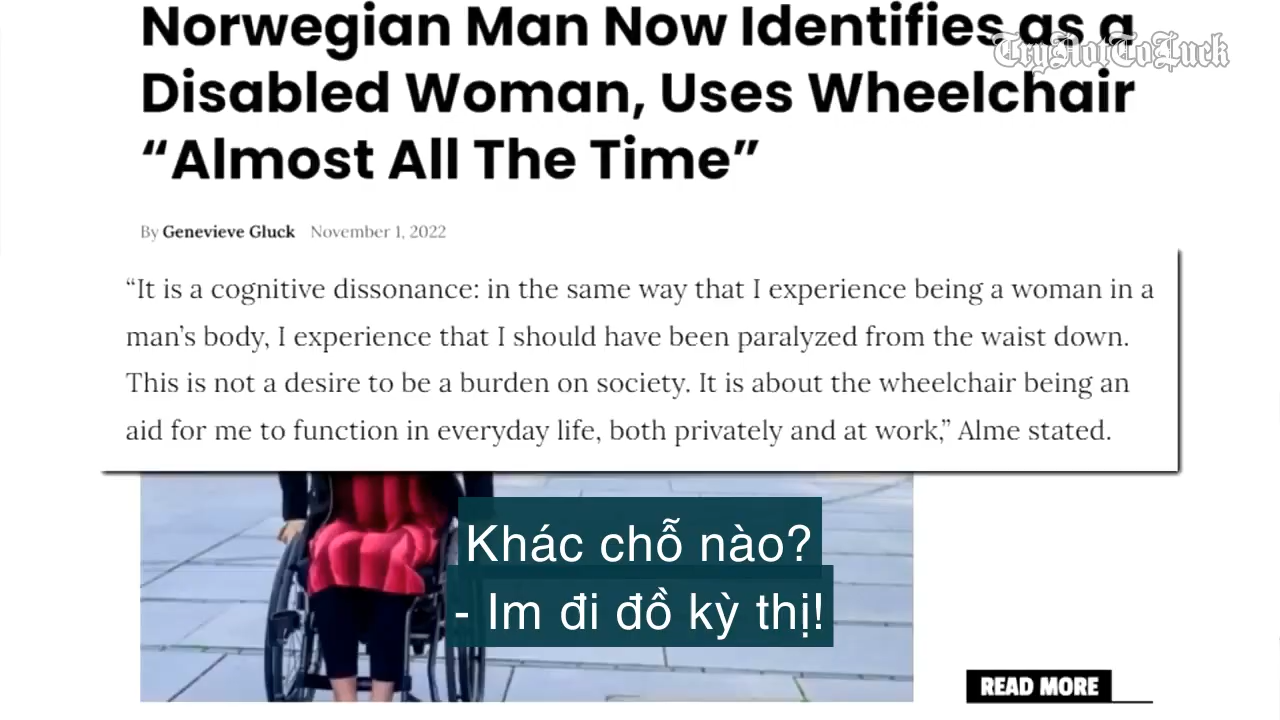 Norwegian Man Now Identifies as a
TryNotToLuck
Disabled Woman, Uses Wheelchair
“Almost All The Time”
By Genevieve Gluck November 1, 2022
“It is a cognitive dissonance: in the same way that I experience being a woman in a
man’s body, I experience that I should have been paralyzed from the waist down.
This is not a desire to be a burden on society. It is about the wheelchair being an
aid for me to function in everyday life, both privately and at work,” Alme stated.
Khác chỗ nào?
- Im đi đồ kỳ thị!
READ MORE